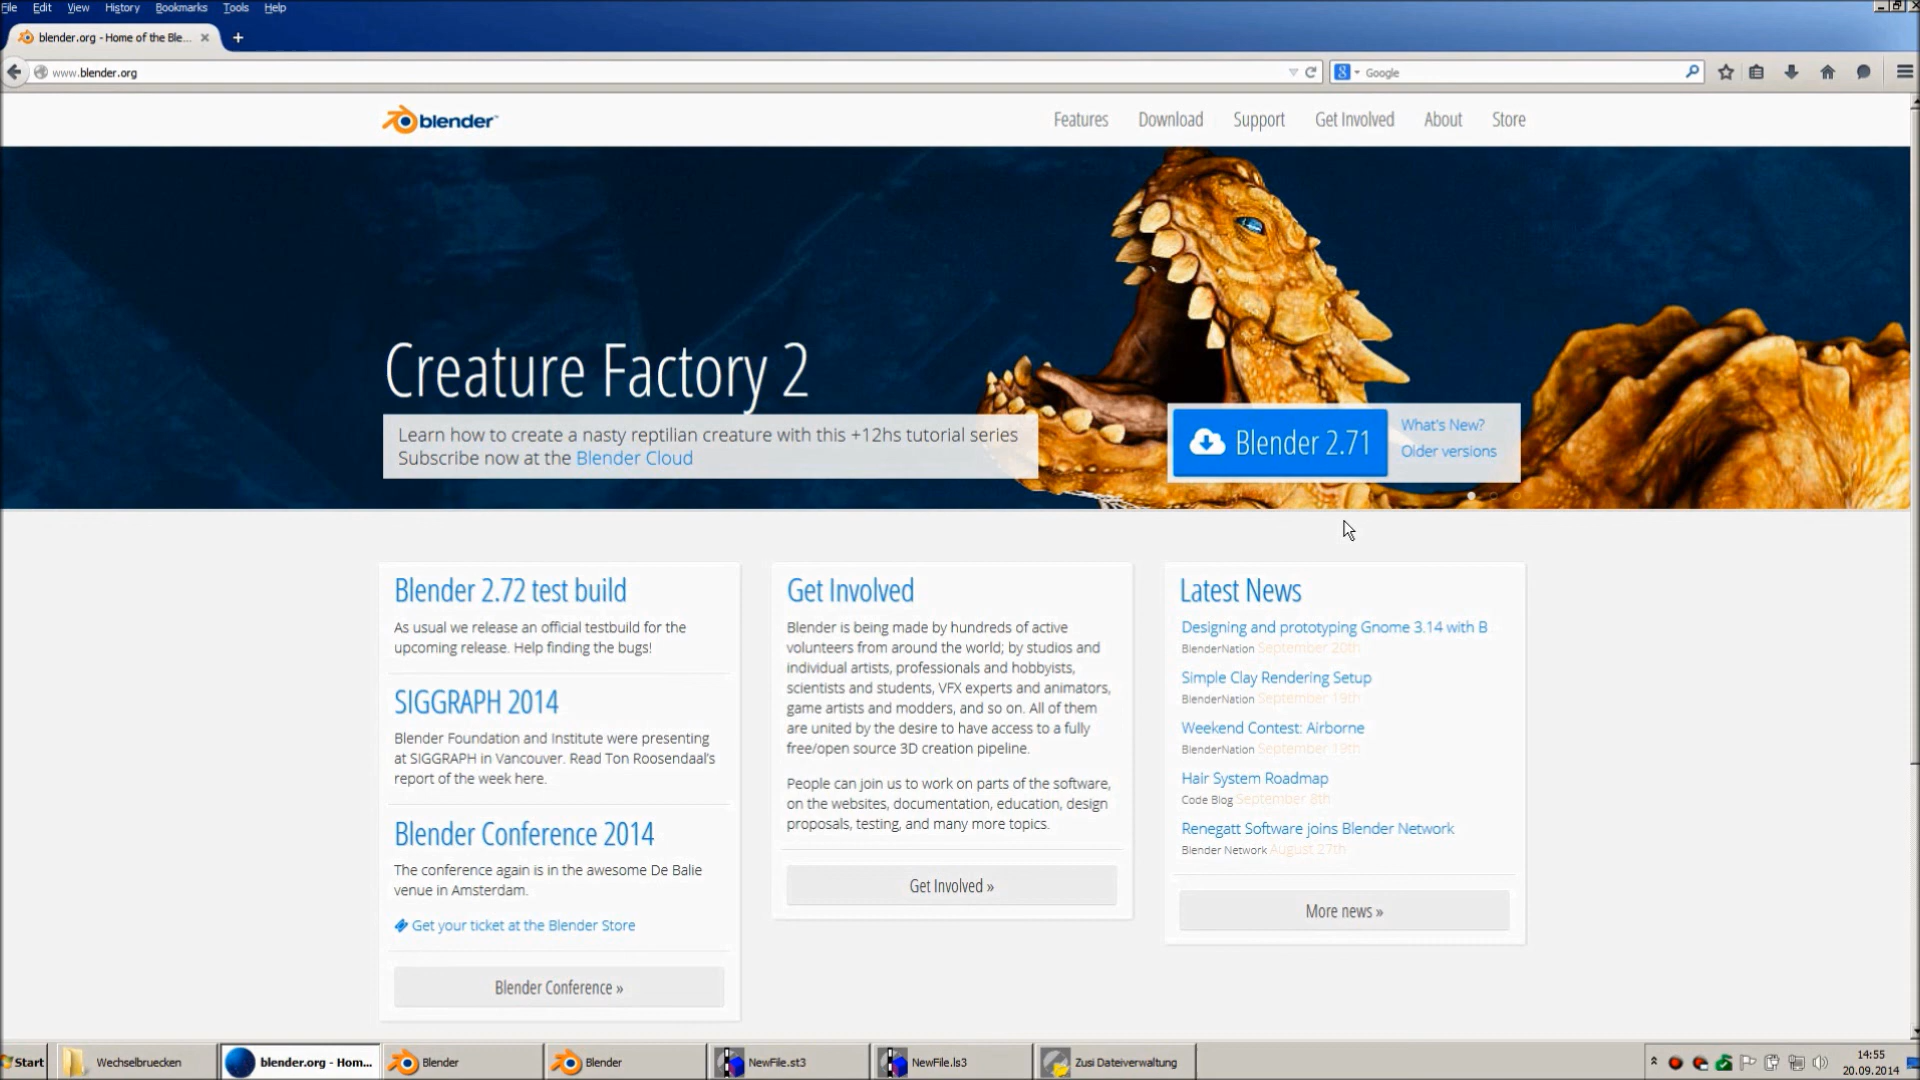 File Edit View History Bookmarks Tools Help
blender.org - Home of the Ble...
www.blender.org
Google
blender
Features Download Support Get Involved About Store
Creature Factory 2
Learn how to create a nasty reptilian creature with this +12hs tutorial series
Subscribe now at the Blender Cloud
Blender 2.71
What's New?
Older versions
Blender 2.72 test build
As usual we release an official testbuild for the
upcoming release. Help finding the bugs!
SIGGRAPH 2014
Blender Foundation and Institute were presenting
at SIGGRAPH in Vancouver. Read Ton Roosendaal's
report of the week here.
Blender Conference 2014
The conference again is in the awesome De Balie
venue in Amsterdam.
Get your ticket at the Blender Store
Blender Conference »
Get Involved
Blender is being made by hundreds of active
volunteers from around the world; by studios and
individual artists, professionals and hobbyists,
scientists and students, VFX experts and animators,
game artists and modders, and so on. All of them
are united by the desire to have access to a fully
free/open source 3D creation pipeline.
People can join us to work on parts of the software,
on the websites, documentation, education, design
proposals, testing, and many more topics.
Get Involved »
Latest News
Designing and prototyping Gnome 3.14 with B
BlenderNation September 20th
Simple Clay Rendering Setup
BlenderNation September 19th
Weekend Contest: Airborne
BlenderNation September 19th
Hair System Roadmap
Code Blog September 8th
Renegatt Software joins Blender Network
Blender Network August 27th
More news »
Start Wechselbruecken blender.org - Hom... Blender Blender NewFile.st3 NewFile.ls3 Zusi Dateiverwaltung
14:55
20.09.2014